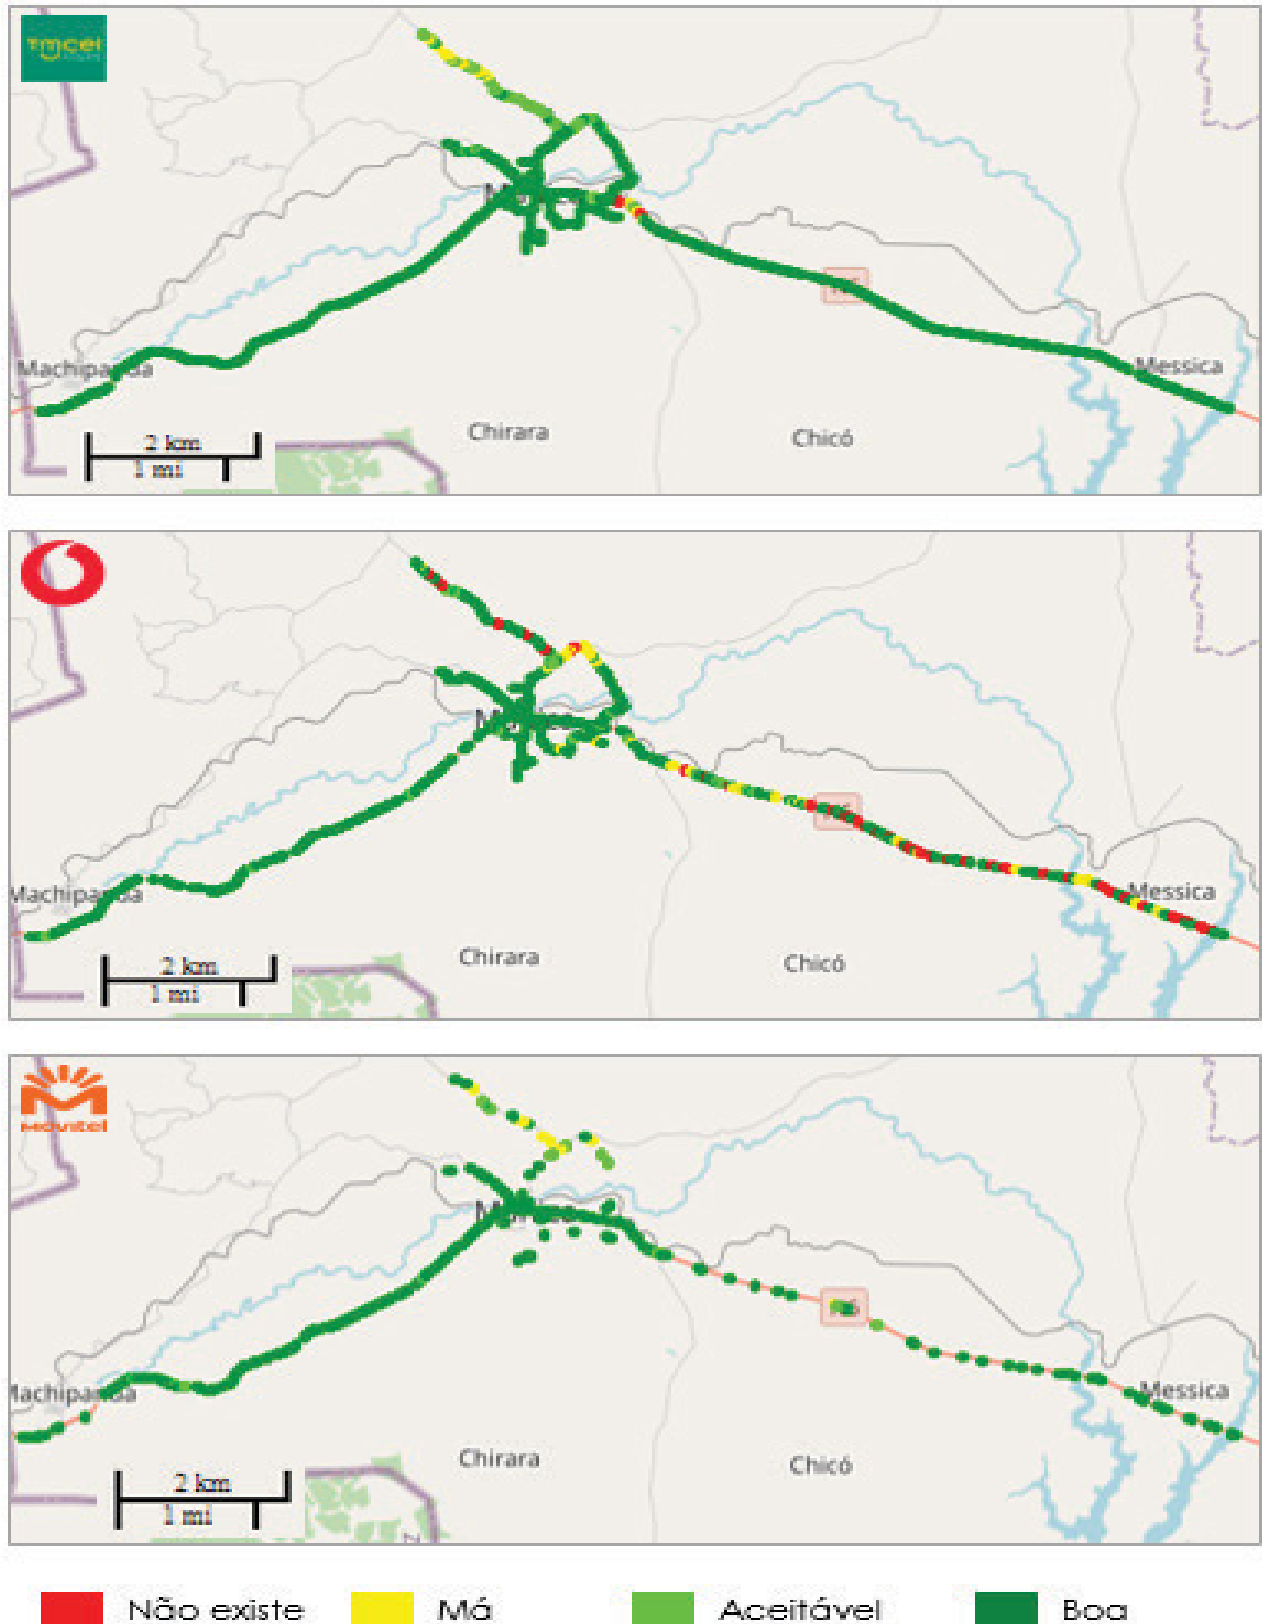 Tmcel
Machipanda
Messica
Chirara
Chicó
2 km
1 mi
Machipanda
Messica
Chirara
Chicó
2 km
1 mi
Movitel
Machipanda
Messica
Chirara
Chicó
2 km
1 mi
Não existe
Má
Aceitável
Boa